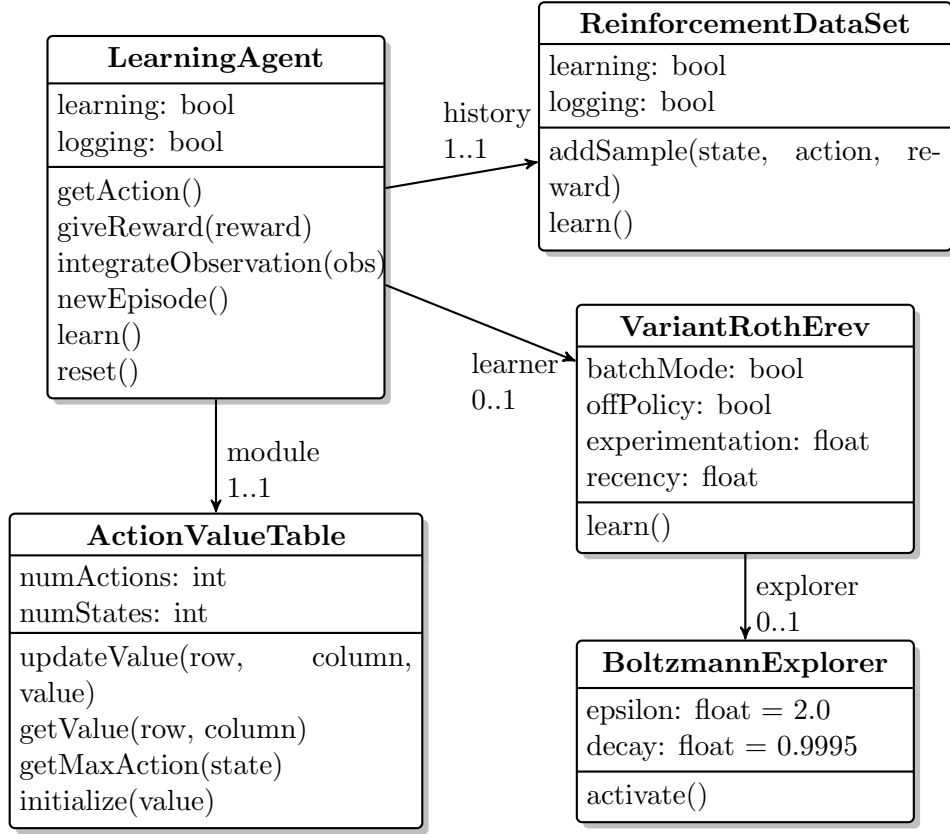 LearningAgent
learning: bool
logging: bool
getAction()
giveReward(reward)
integrateObservation(obs)
newEpisode()
learn()
reset()
history
1..1
ReinforcementDataSet
learning: bool
logging: bool
addSample(state, action, re-
ward)
learn()
learner
0..1
VariantRothErev
batchMode: bool
offPolicy: bool
experimentation: float
recency: float
learn()
module
1..1
ActionValueTable
numActions: int
numStates: int
updateValue(row, column,
value)
getValue(row, column)
getMaxAction(state)
initialize(value)
explorer
0..1
BoltzmannExplorer
epsilon: float = 2.0
decay: float = 0.9995
activate()